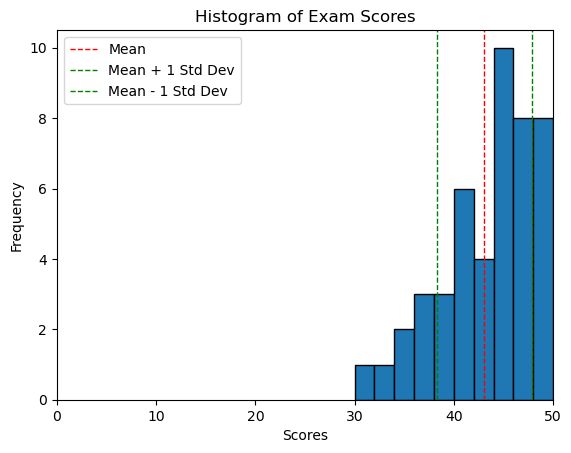 Histogram of Exam Scores
Mean
Mean + 1 Std Dev
Mean - 1 Std Dev
10
8
6
4
2
0
Frequency
0 10 20 30 40 50
Scores